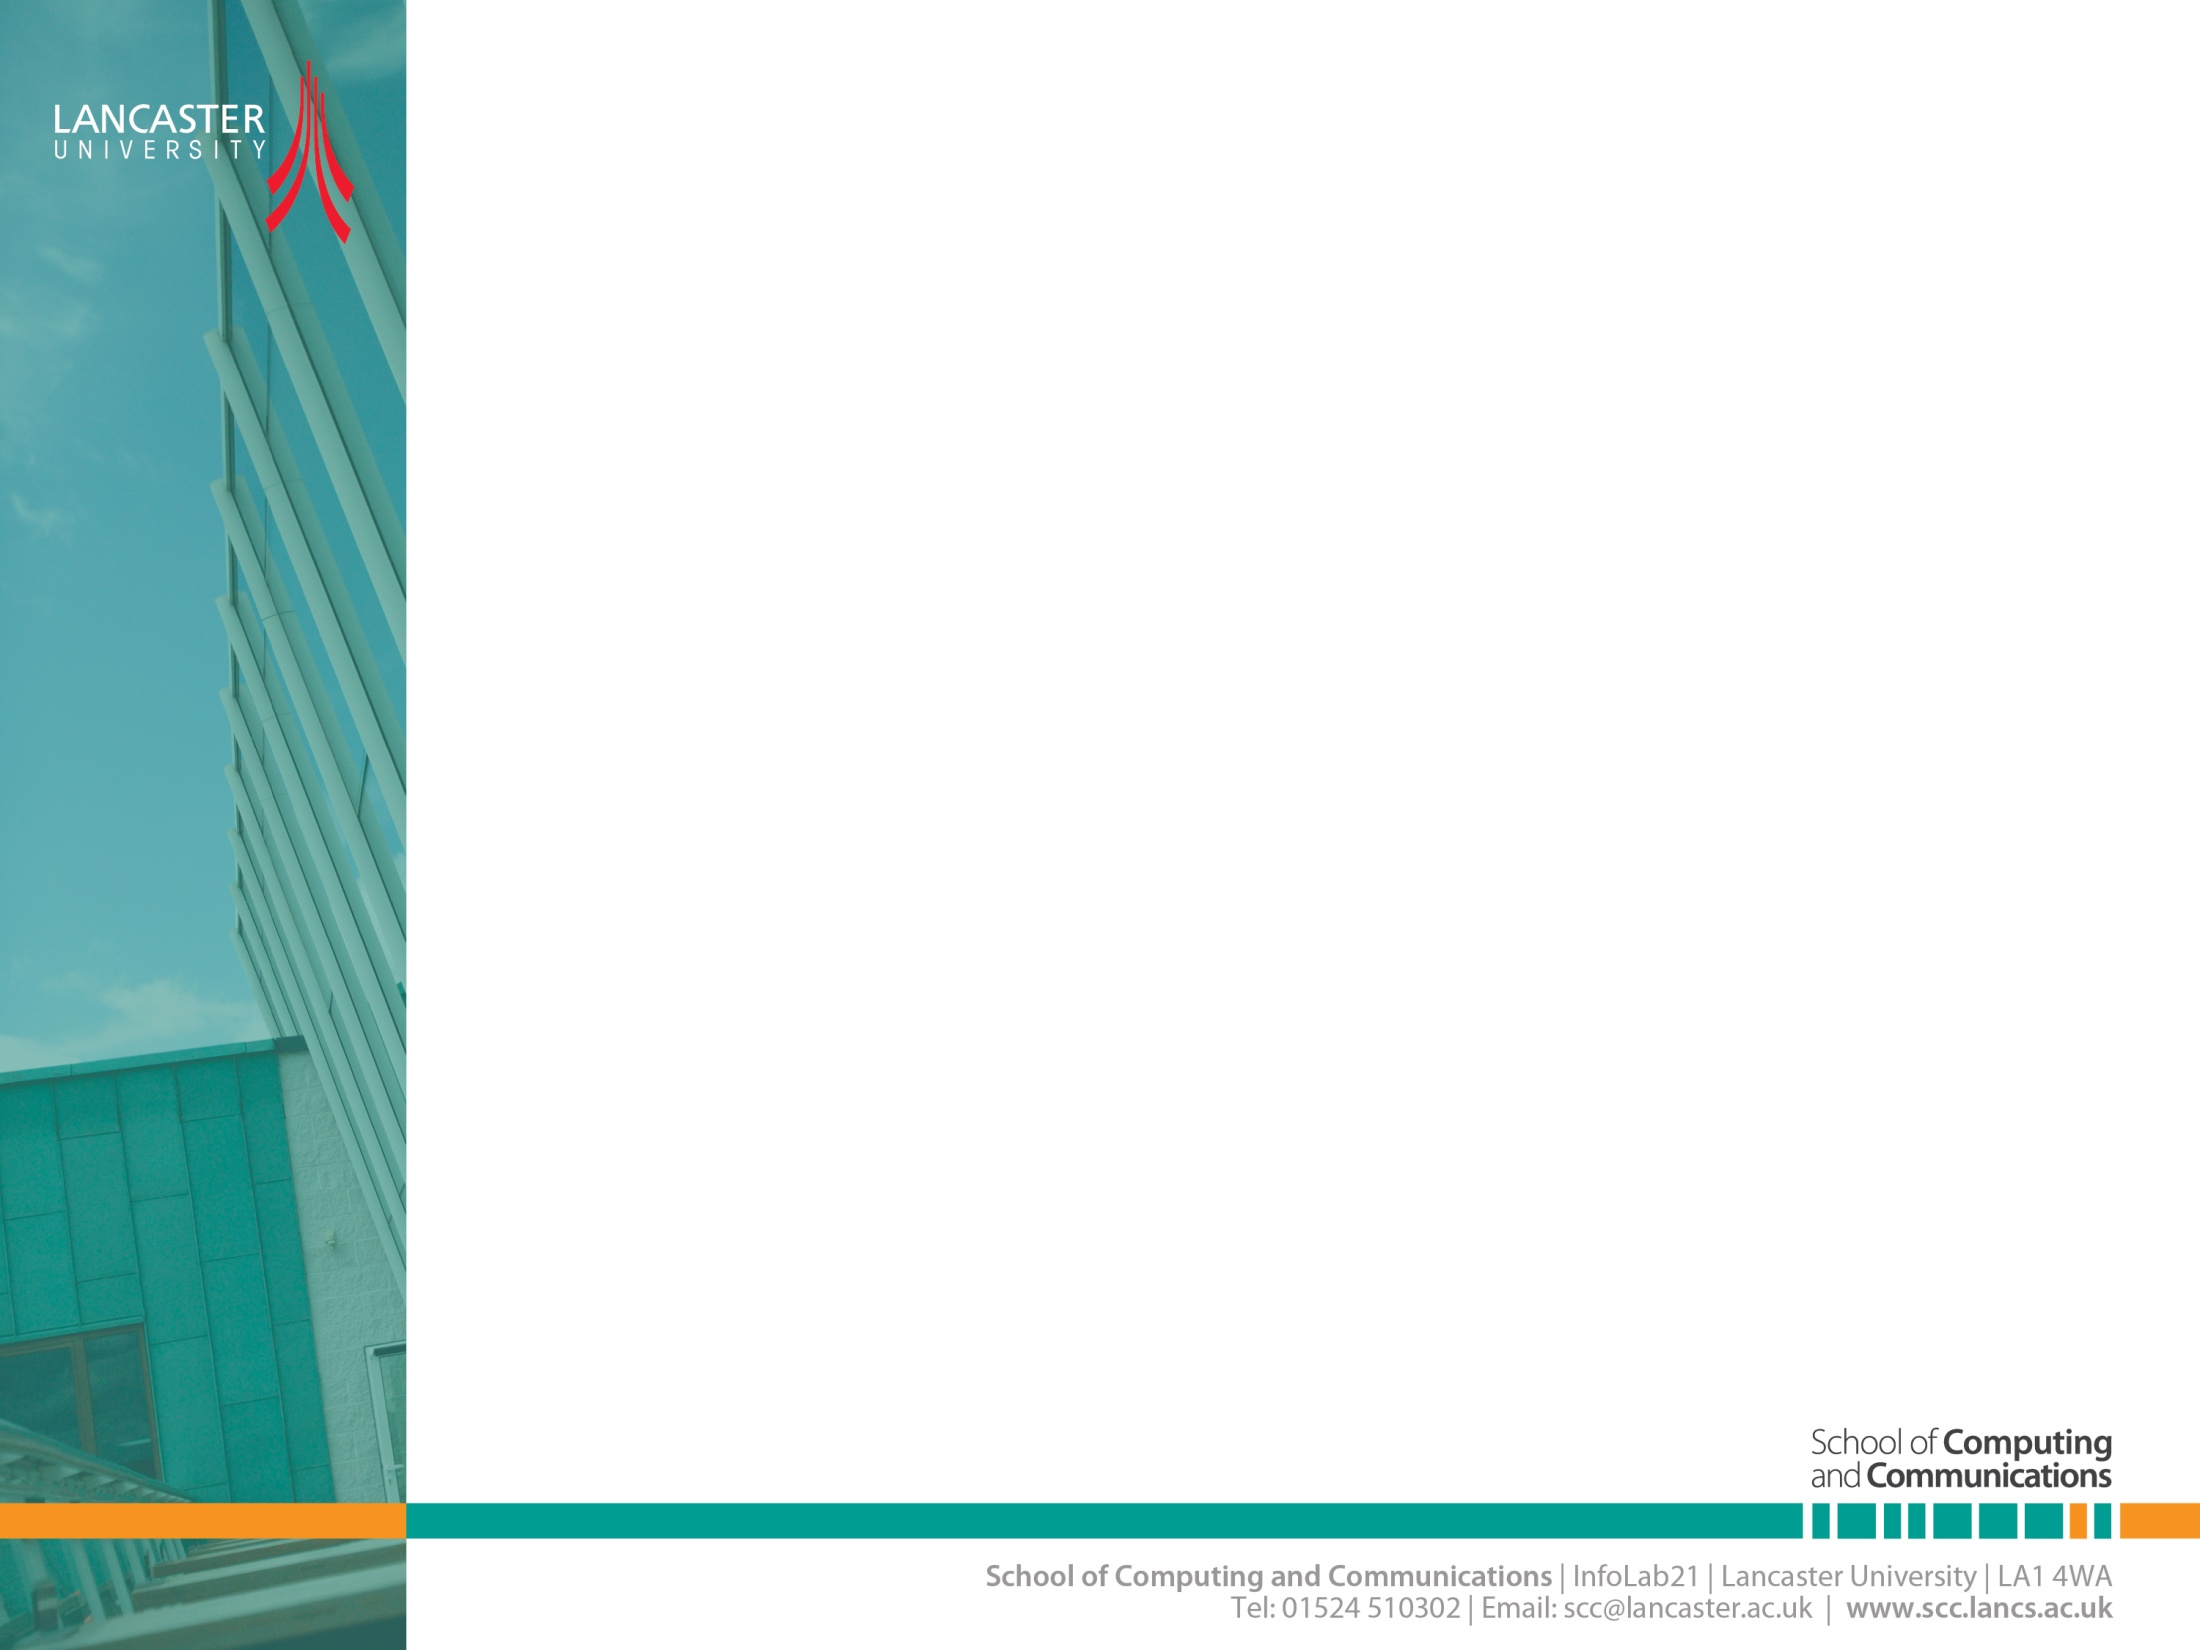 LANCASTER
UNIVERSITY
School of Computing
and Communications
School of Computing and Communications | InfoLab21 | Lancaster University | LA1 4WA
Tel: 01524 510302 | Email: scc@lancaster.ac.uk | www.scc.lancs.ac.uk